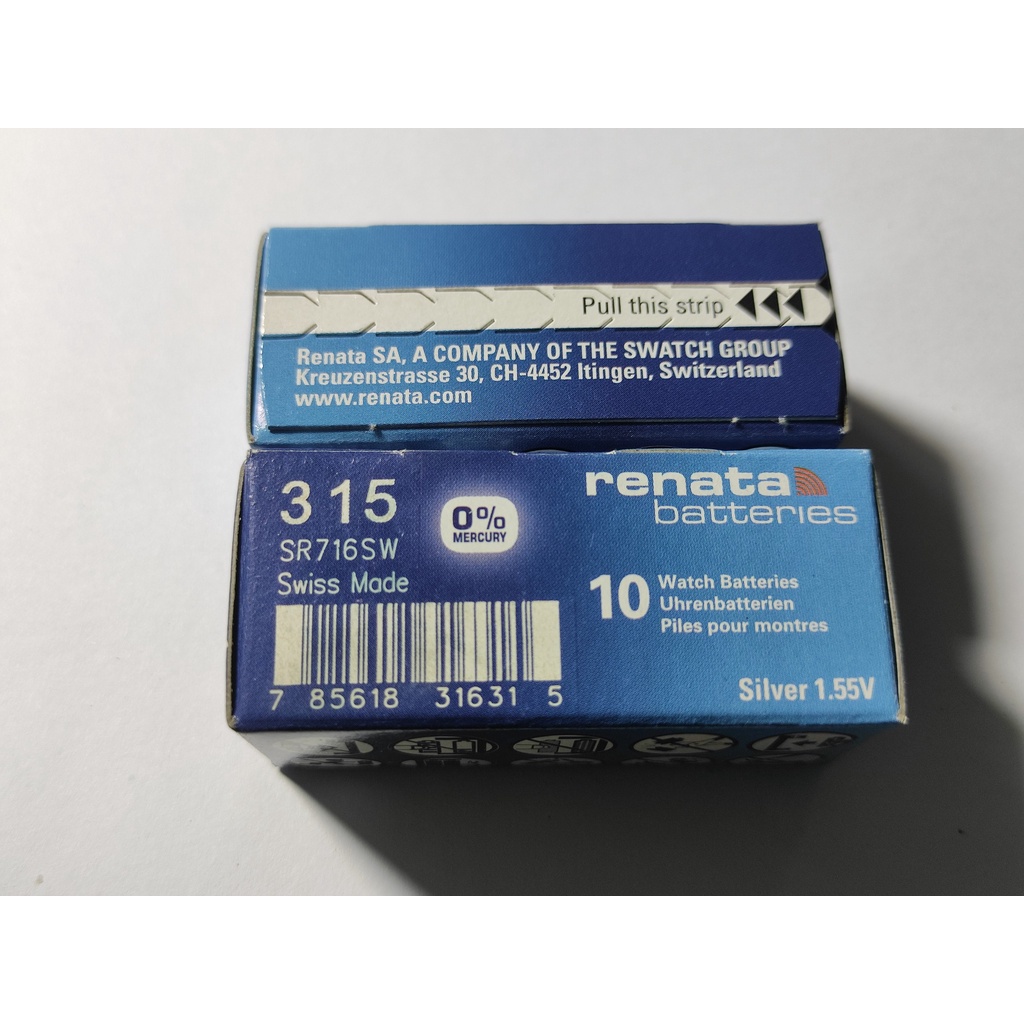 Pull this strip
Renata SA, A COMPANY OF THE SWATCH GROUP
Kreuzenstrasse 30, CH-4452 Itingen, Switzerland
www.renata.com
315
SR716SW
Swiss Made
0%
MERCURY
renata
batteries
10
Watch Batteries
Uhrenbatterien
Piles pour montres
7 85618 31631 5
Silver 1.55V